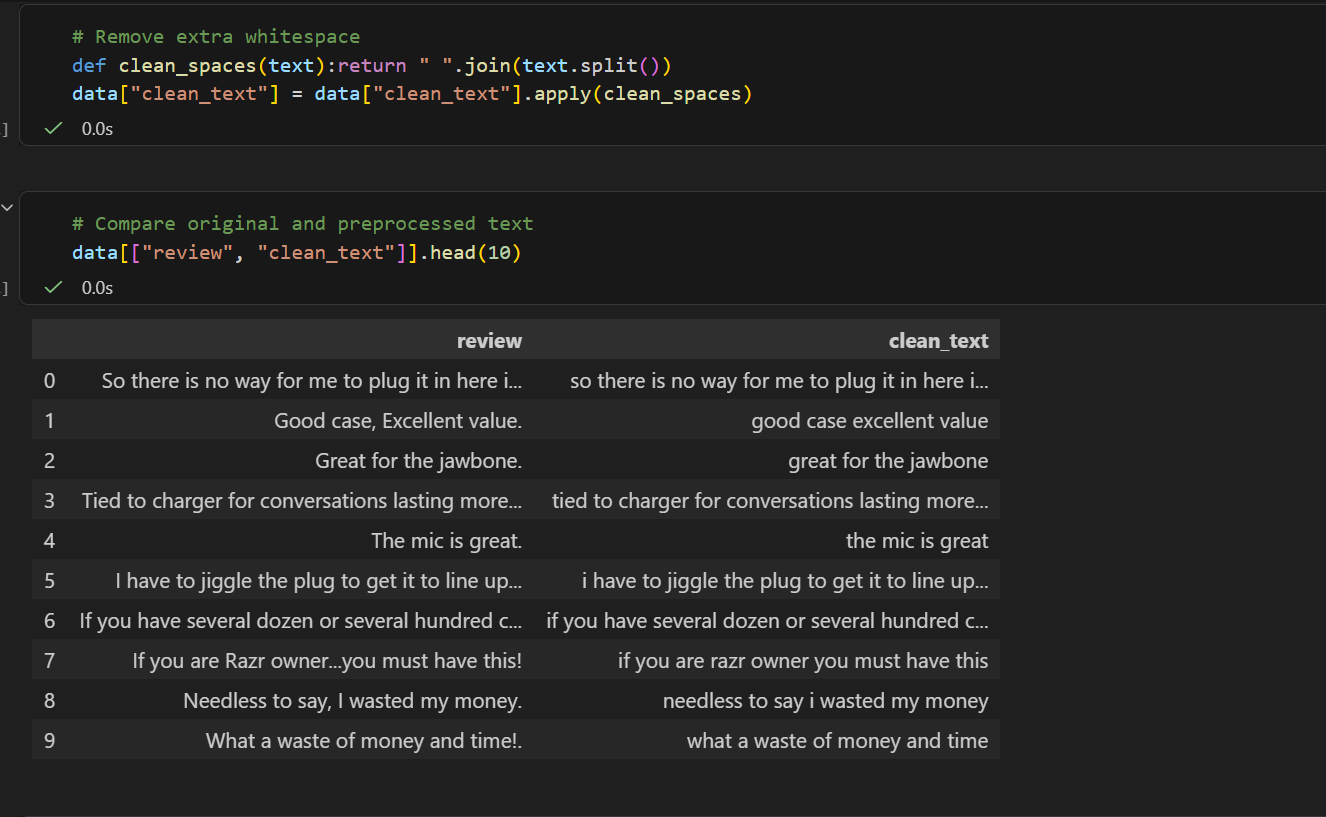 # Remove extra whitespace
def clean_spaces(text):return " ".join(text.split())
data["clean_text"] = data["clean_text"].apply(clean_spaces)
] 0.0s
# Compare original and preprocessed text
data[["review", "clean_text"]].head(10)
] 0.0s
review clean_text
0 So there is no way for me to plug it in here i... so there is no way for me to plug it in here i...
1 Good case, Excellent value. good case excellent value
2 Great for the jawbone. great for the jawbone
3 Tied to charger for conversations lasting more... tied to charger for conversations lasting more...
4 The mic is great. the mic is great
5 I have to jiggle the plug to get it to line up... i have to jiggle the plug to get it to line up...
6 If you have several dozen or several hundred c... if you have several dozen or several hundred c...
7 If you are Razr owner...you must have this! if you are razr owner you must have this
8 Needless to say, I wasted my money. needless to say i wasted my money
9 What a waste of money and time!. what a waste of money and time